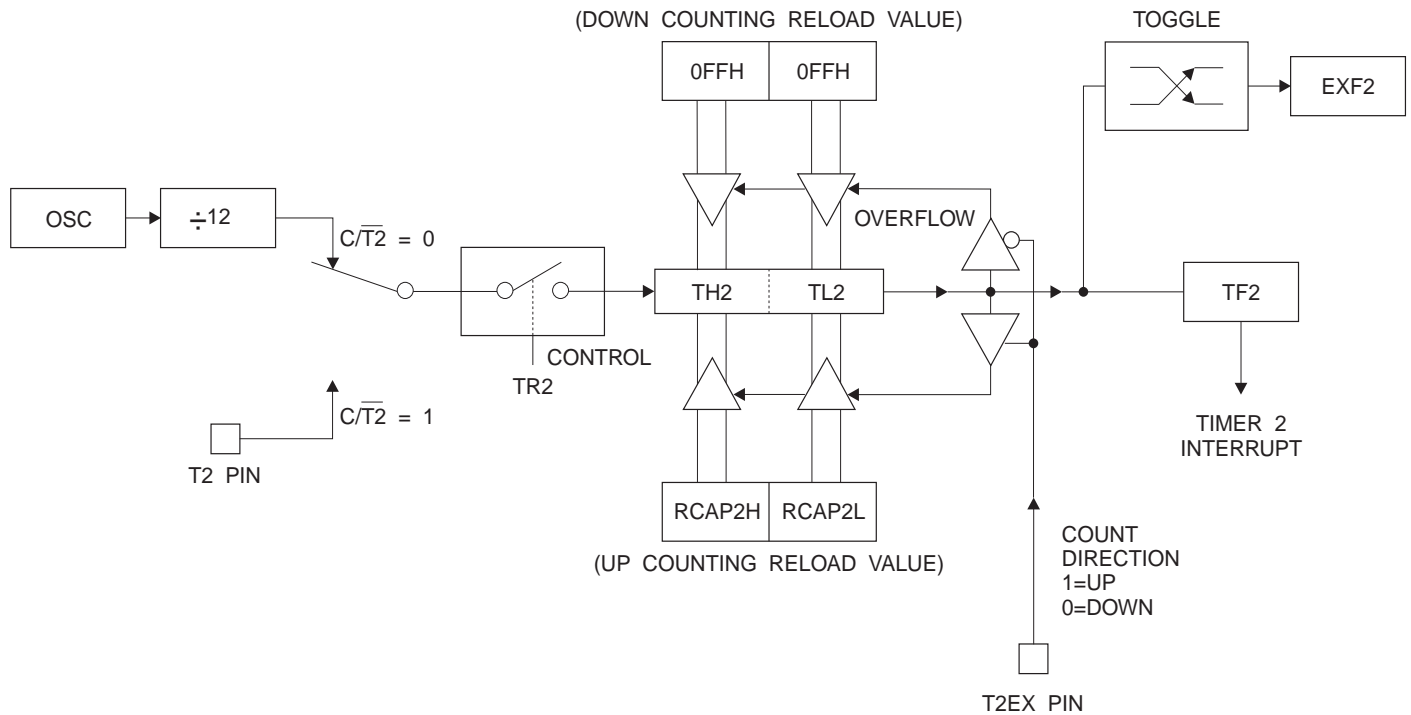 (DOWN COUNTING RELOAD VALUE)
TOGGLE
0FFH
0FFH
EXF2
OSC
÷12
C/T2̅ = 0
OVERFLOW
TH2
TL2
TF2
CONTROL
TR2
C/T2̅ = 1
T2 PIN
TIMER 2
INTERRUPT
RCAP2H
RCAP2L
(UP COUNTING RELOAD VALUE)
COUNT
DIRECTION
1=UP
0=DOWN
T2EX PIN